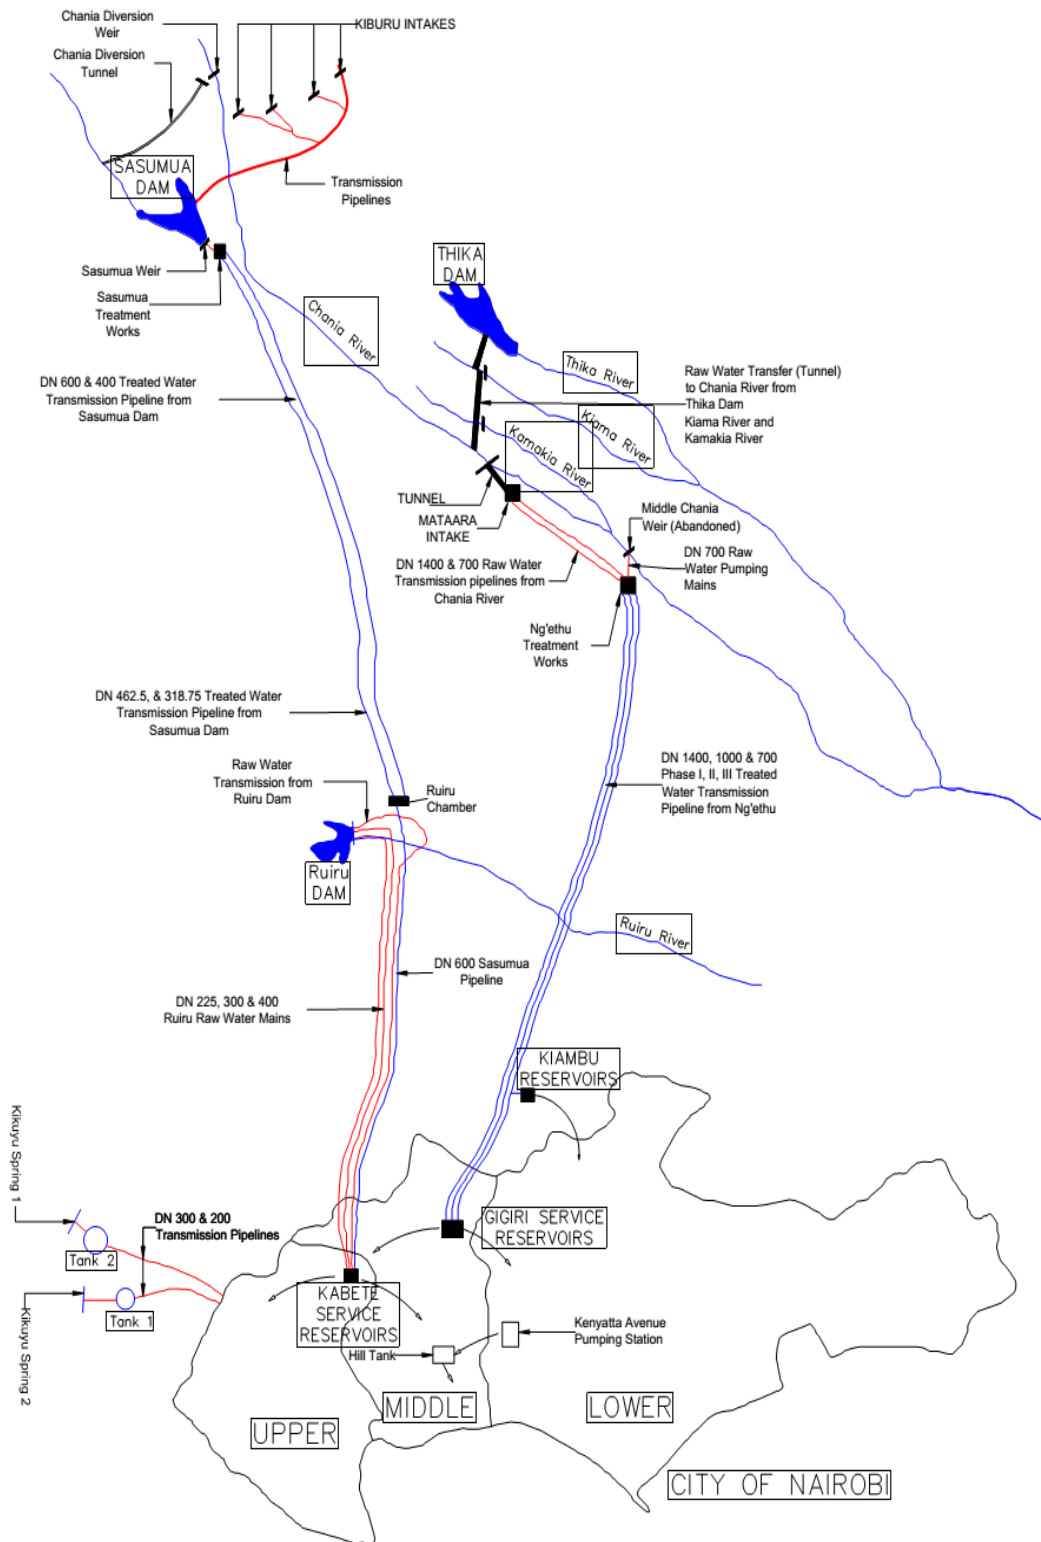 Chania Diversion
Weir
KIBURU INTAKES
Chania Diversion
Tunnel
SASUMUA
DAM
Transmission
Pipelines
Sasumua Weir
Sasumua
Treatment
Works
THIKA
DAM
Chania River
Thika River
Kiama River
Kamakia River
Raw Water Transfer (Tunnel)
to Chania River from
Thika Dam
Kiama River and
Kamakia River
DN 600 & 400 Treated Water
Transmission Pipeline from
Sasumua Dam
TUNNEL
MATAARA
INTAKE
Middle Chania
Weir (Abandoned)
DN 700 Raw
Water Pumping
Mains
DN 1400 & 700 Raw Water
Transmission pipelines from
Chania River
Ng'ethu
Treatment
Works
DN 462.5, & 318.75 Treated Water
Transmission Pipeline from
Sasumua Dam
Raw Water
Transmission from
Ruiru Dam
Ruiru
Chamber
DN 1400, 1000 & 700
Phase I, II, III Treated
Water Transmission
Pipeline from Ng'ethu
Ruiru
DAM
Ruiru River
DN 600 Sasumua
Pipeline
DN 225, 300 & 400
Ruiru Raw Water Mains
KIAMBU
RESERVOIRS
Kikuyu Spring 1
DN 300 & 200
Transmission Pipelines
Tank 2
GIGIRI SERVICE
RESERVOIRS
Kikuyu Spring 2
Tank 1
KABETE
SERVICE
RESERVOIRS
Kenyatta Avenue
Pumping Station
Hill Tank
UPPER
MIDDLE
LOWER
CITY OF NAIROBI